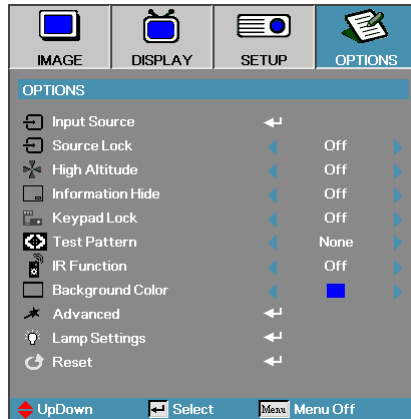 IMAGE DISPLAY SETUP OPTIONS
OPTIONS
Input Source
Source Lock Off
High Altitude Off
Information Hide Off
Keypad Lock Off
Test Pattern None
IR Function Off
Background Color
Advanced
Lamp Settings
Reset
UpDown Select Menu Menu Off